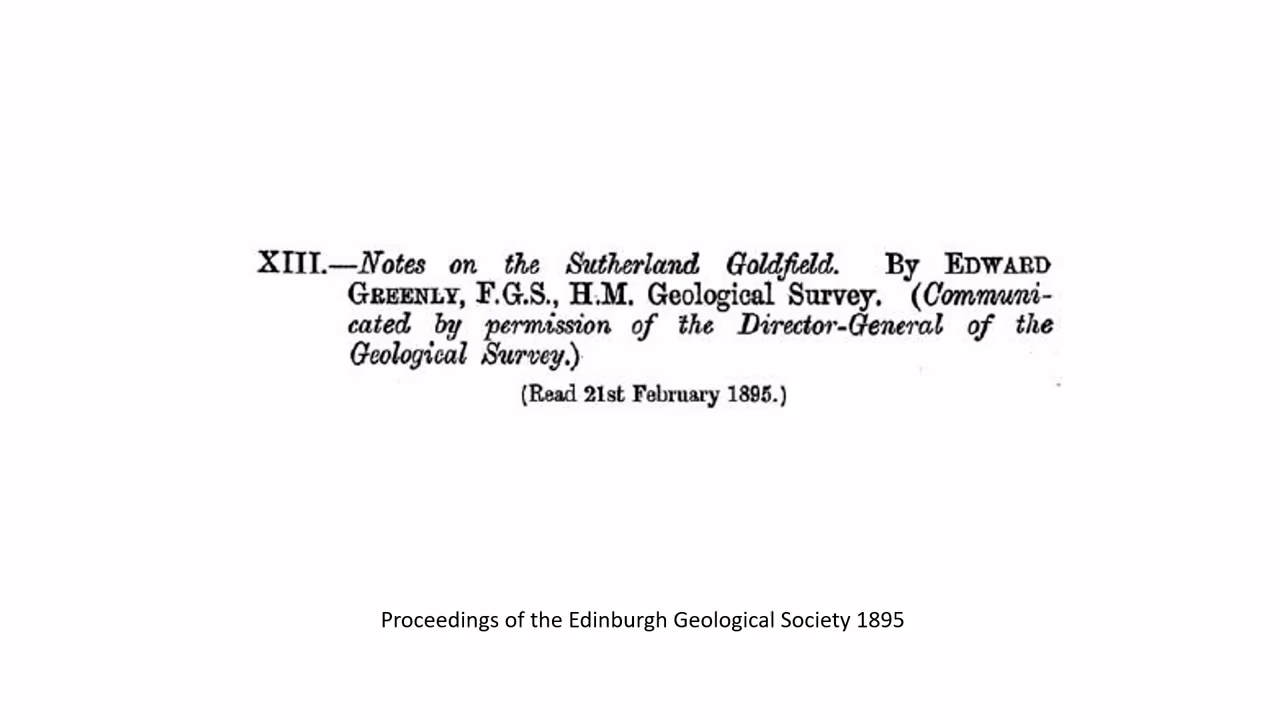 XIII.—Notes on the Sutherland Goldfield. By EDWARD
GREENLY, F.G.S., H.M. Geological Survey. (Communi-
cated by permission of the Director-General of the
Geological Survey.)
(Read 21st February 1895.)
Proceedings of the Edinburgh Geological Society 1895